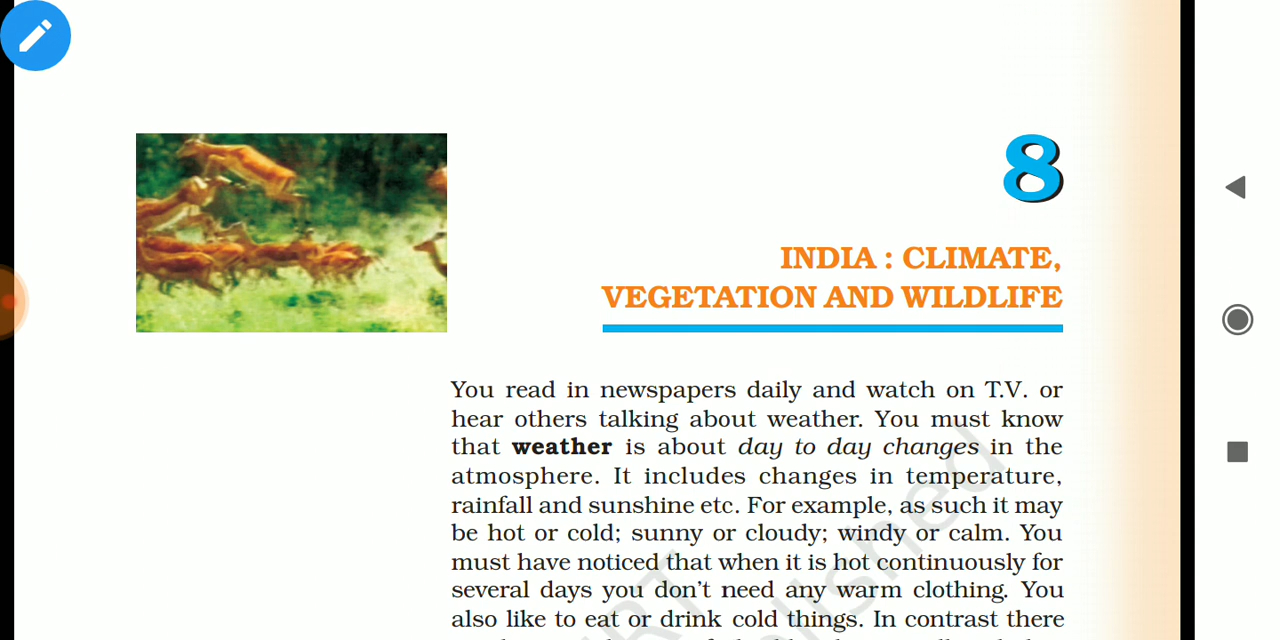 8
INDIA : CLIMATE,
VEGETATION AND WILDLIFE
You read in newspapers daily and watch on T.V. or
hear others talking about weather. You must know
that weather is about day to day changes in the
atmosphere. It includes changes in temperature,
rainfall and sunshine etc. For example, as such it may
be hot or cold; sunny or cloudy; windy or calm. You
must have noticed that when it is hot continuously for
several days you don't need any warm clothing. You
also like to eat or drink cold things. In contrast there